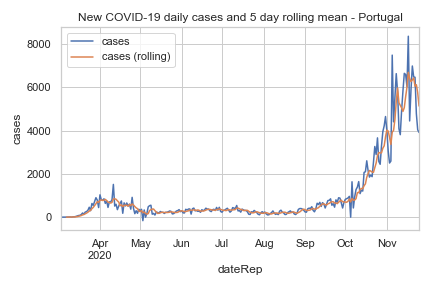 New COVID-19 daily cases and 5 day rolling mean - Portugal
cases
cases (rolling)
8000
6000
4000
2000
0
cases
Apr
2020
May
Jun
Jul
Aug
Sep
Oct
Nov
dateRep